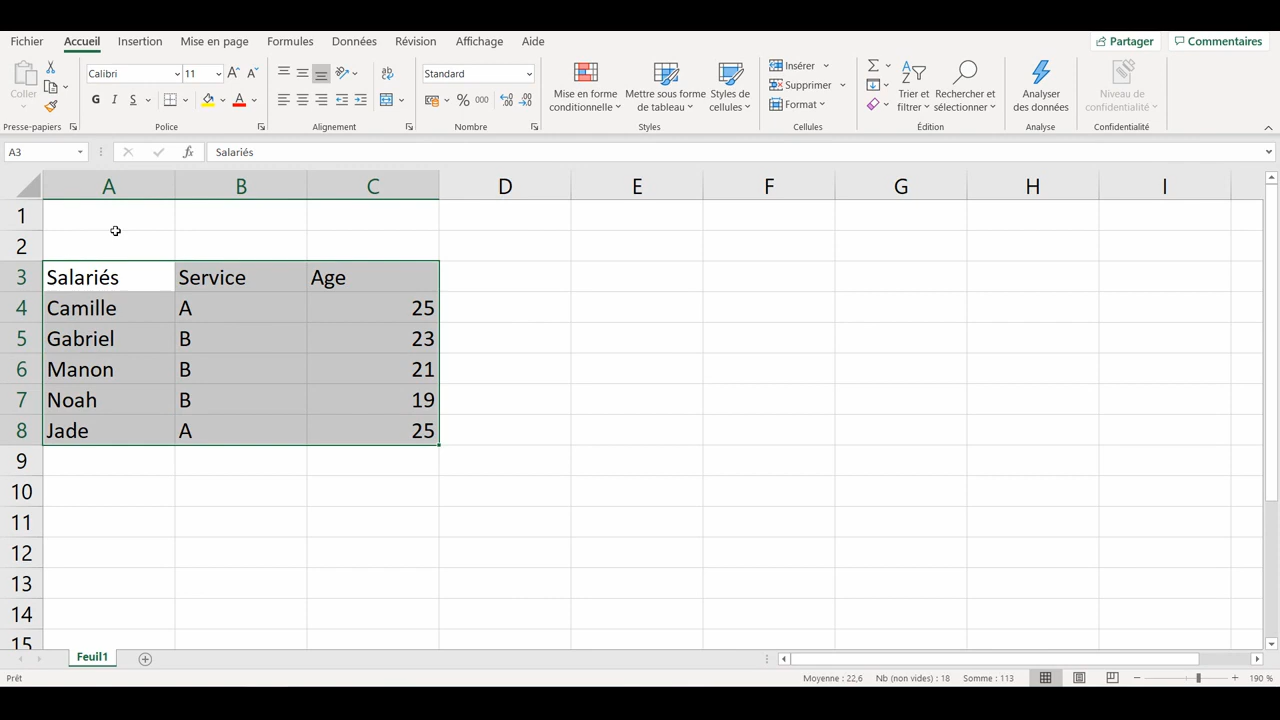 Fichier Accueil Insertion Mise en page Formules Données Révision Affichage Aide Partager Commentaires
Coller Calibri 11 A A ab Standard Insérer Σ
G I S A % 000 Mise en forme conditionnelle Mettre sous forme de tableau Styles de cellules Supprimer Format Trier et filtrer Rechercher et sélectionner Analyser des données Niveau de confidentialité
Presse-papiers Police Alignement Nombre Styles Cellules Édition Analyse Confidentialité
A3 fx Salariés
A B C D E F G H I
1
2
3 Salariés Service Age
4 Camille A 25
5 Gabriel B 23
6 Manon B 21
7 Noah B 19
8 Jade A 25
9
10
11
12
13
14
15
Feuil1
Prêt Moyenne : 22,6 Nb (non vides) : 18 Somme : 113 190 %